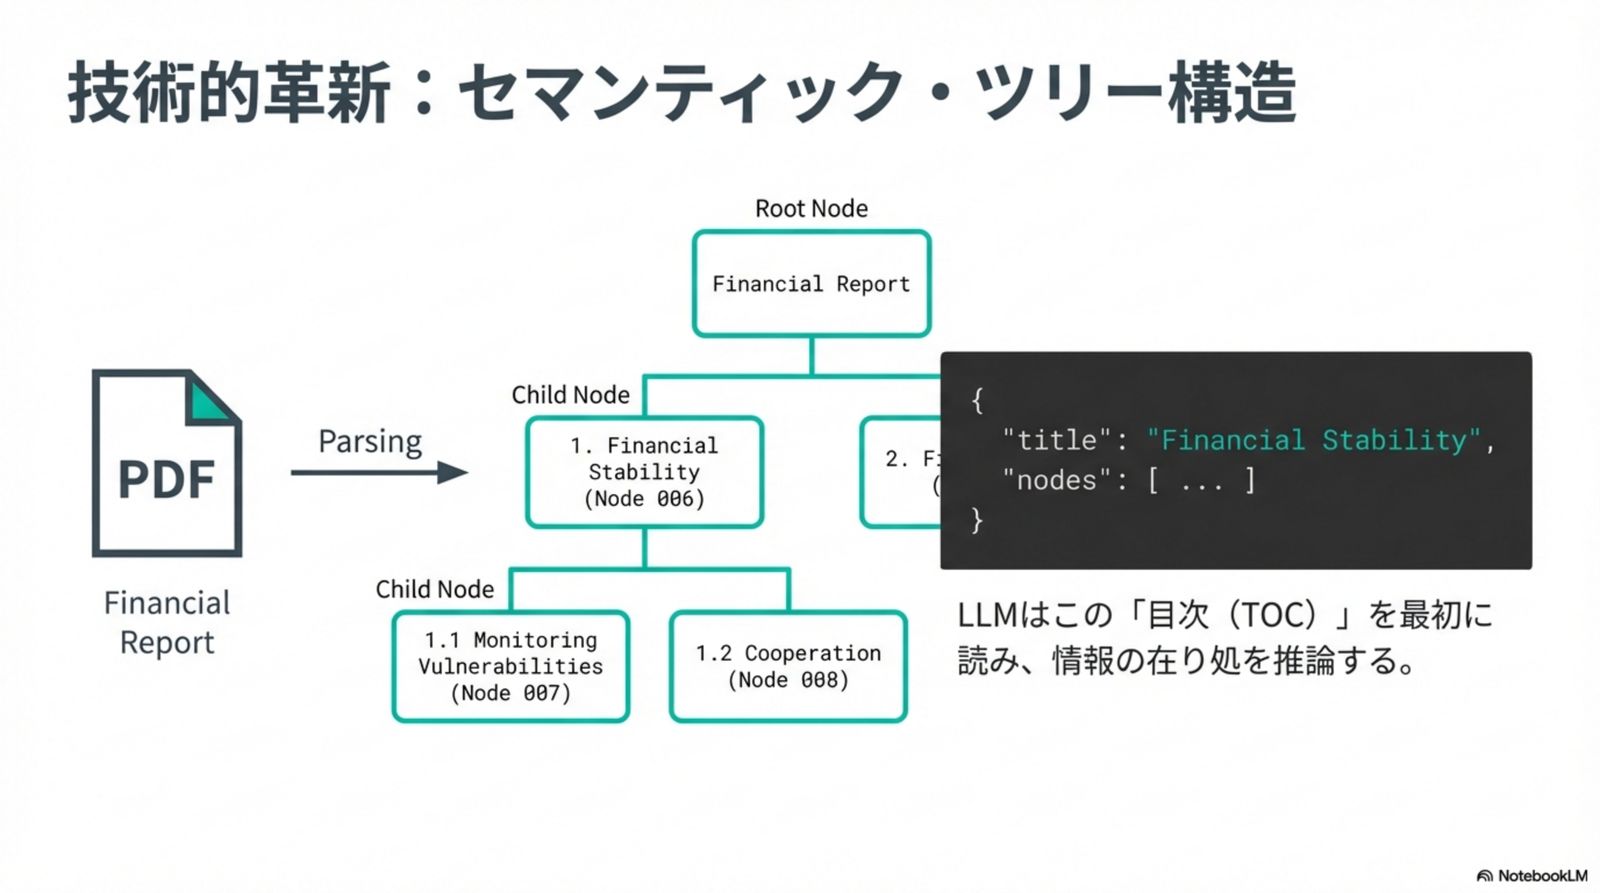 技術的革新：セマンティック・ツリー構造
Root Node
Financial Report
Child Node
1. Financial
Stability
(Node 006)
2. Fi
(
Parsing
PDF
Financial
Report
Child Node
1.1 Monitoring
Vulnerabilities
(Node 007)
1.2 Cooperation
(Node 008)
{
"title": "Financial Stability",
"nodes": [ ... ]
}
LLMはこの「目次（TOC）」を最初に
読み、情報の在り処を推論する。
NotebookLM